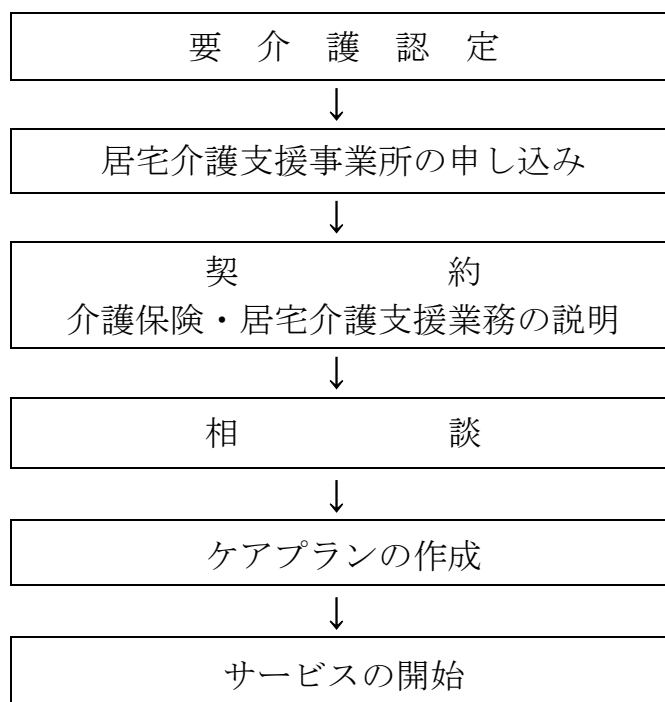 要 介 護 認 定
↓
居宅介護支援事業所の申し込み
↓
契 約
介護保険・居宅介護支援業務の説明
↓
相 談
↓
ケアプランの作成
↓
サービスの開始